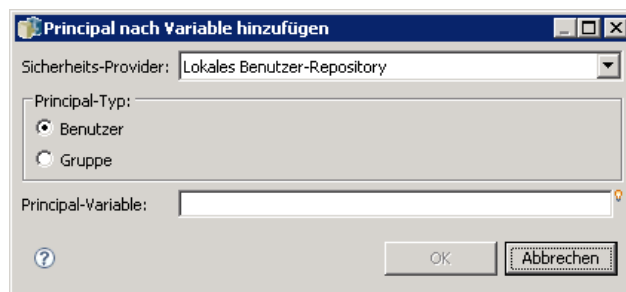 Principal nach Variable hinzufügen
Sicherheits-Provider: Lokales Benutzer-Repository
Principal-Typ:
Benutzer
Gruppe
Principal-Variable:
OK Abbrechen